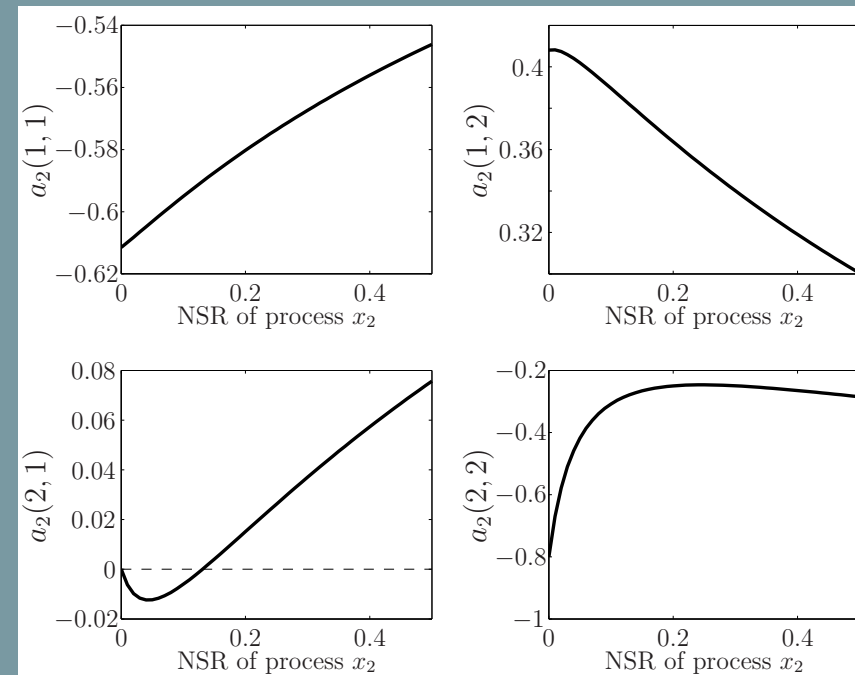 −0.54
−0.56
−0.58
−0.6
−0.62
a₂(1, 1)
0 0.2 0.4
NSR of process x₂
0.4
0.36
0.32
a₂(1, 2)
0 0.2 0.4
NSR of process x₂
0.08
0.06
0.04
0.02
0
−0.02
a₂(2, 1)
0 0.2 0.4
NSR of process x₂
−0.2
−0.4
−0.6
−0.8
−1
a₂(2, 2)
0 0.2 0.4
NSR of process x₂